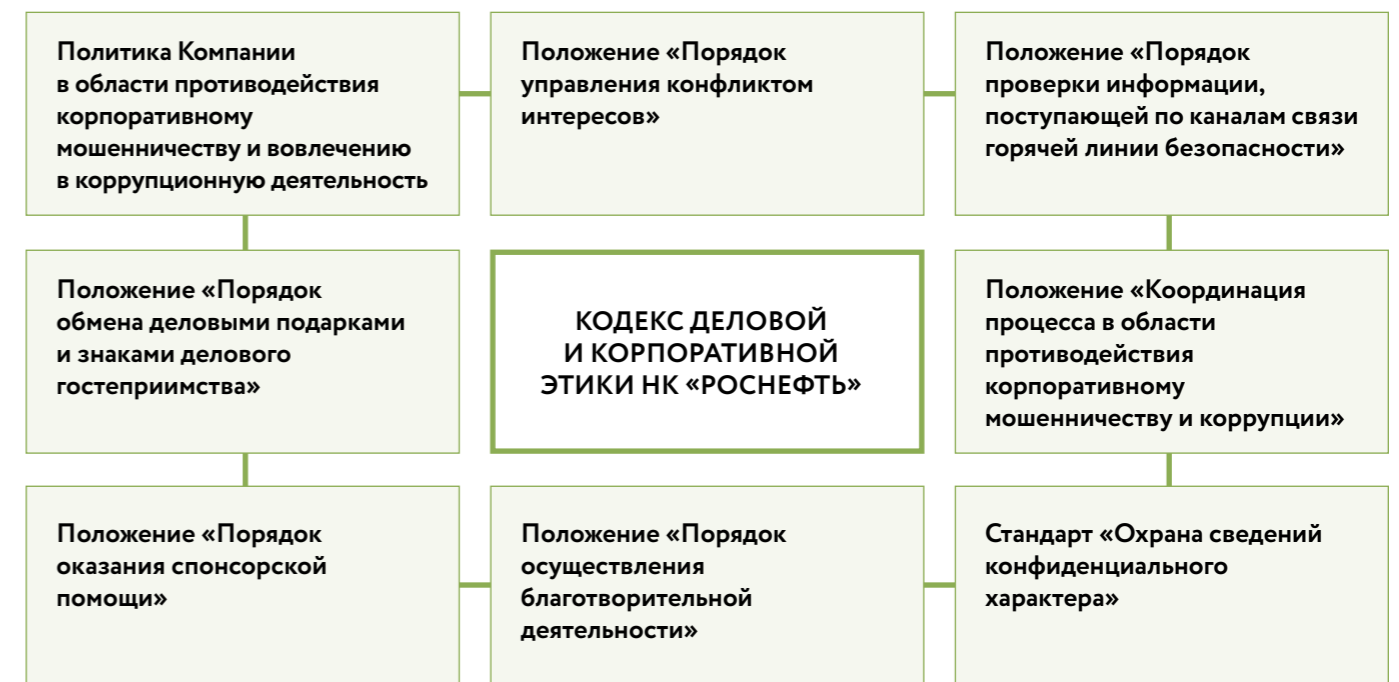 Политика Компании
в области противодействия
корпоративному
мошенничеству и вовлечению
в коррупционную деятельность
Положение «Порядок
управления конфликтом
интересов»
Положение «Порядок
проверки информации,
поступающей по каналам связи
горячей линии безопасности»
Положение «Порядок
обмена деловыми подарками
и знаками делового
гостеприимства»
КОДЕКС ДЕЛОВОЙ
И КОРПОРАТИВНОЙ
ЭТИКИ НК «РОСНЕФТЬ»
Положение «Координация
процесса в области
противодействия
корпоративному
мошенничеству и коррупции»
Положение «Порядок
оказания спонсорской
помощи»
Положение «Порядок
осуществления
благотворительной
деятельности»
Стандарт «Охрана сведений
конфиденциального
характера»